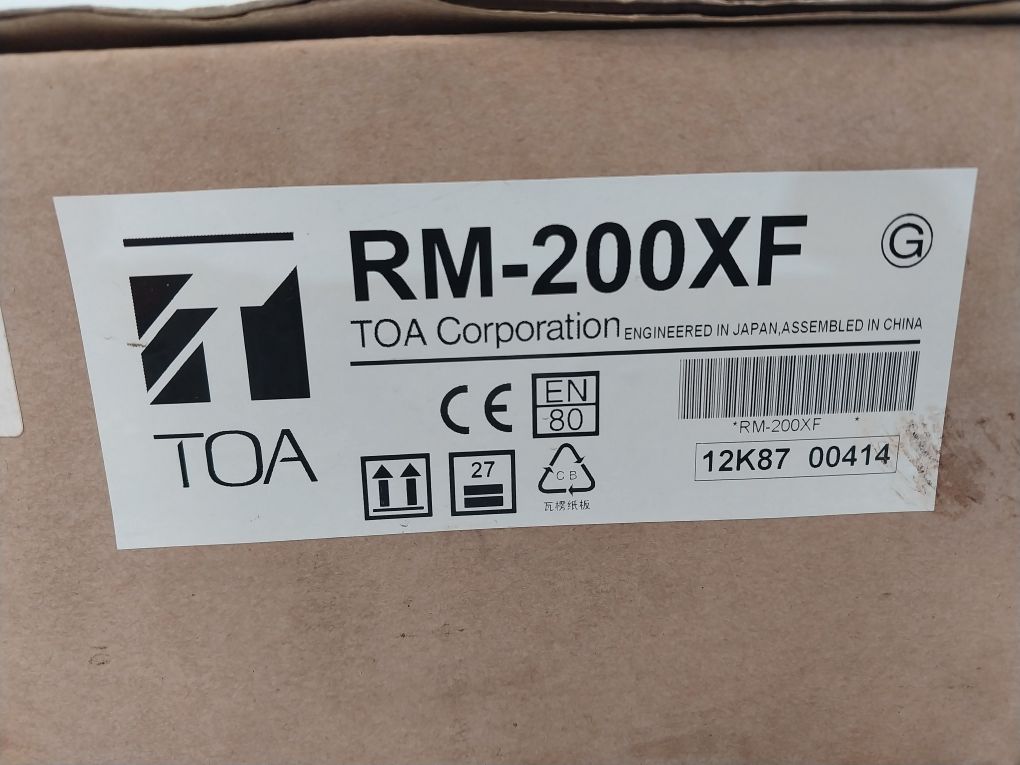 RM-200XF
G
TOA Corporation ENGINEERED IN JAPAN,ASSEMBLED IN CHINA
TOA
CE
EN
80
*RM-200XF *
12K87 00414
27
CB
瓦楞纸板